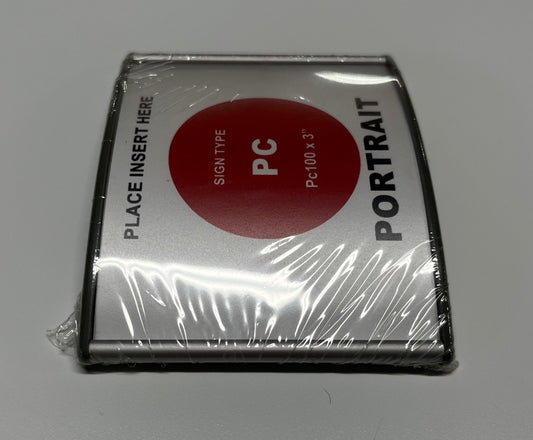 PLACE INSERT HERE
SIGN TYPE
PC
Pc100 x 3"
PORTRAIT